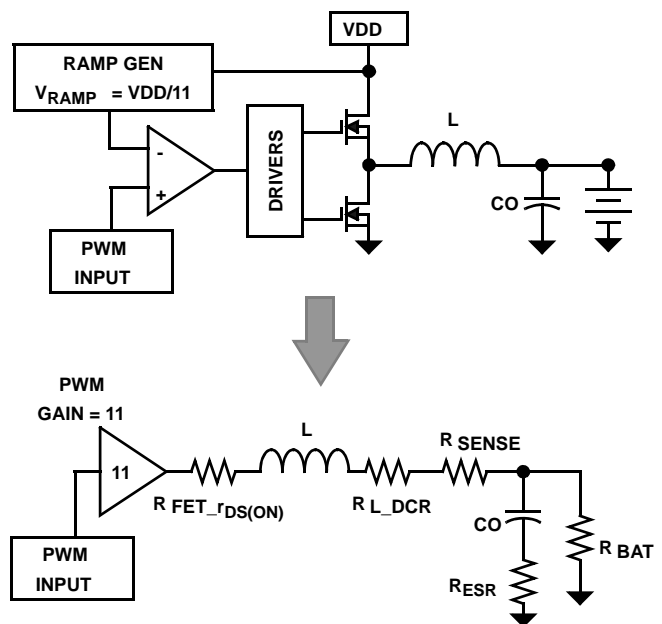 VDD
RAMP GEN
VRAMP = VDD/11
-
+
DRIVERS
L
CO
PWM
INPUT
PWM
GAIN = 11
11
L
R SENSE
R FET_rDS(ON)
R L_DCR
CO
R BAT
RESR
PWM
INPUT